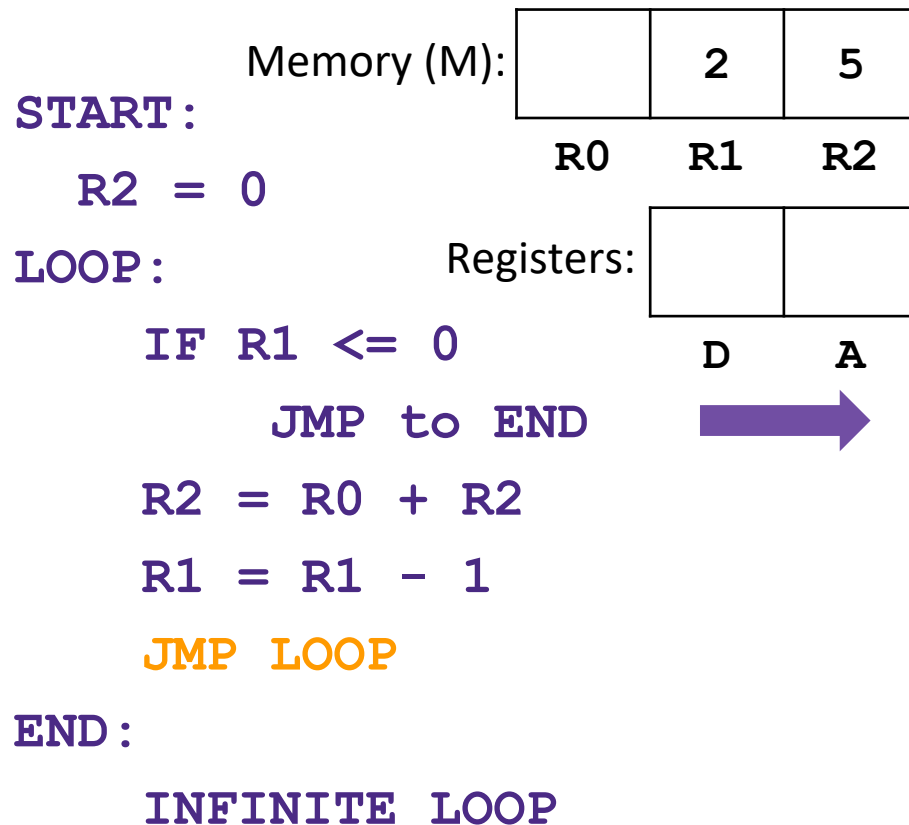 Memory (M):
2 5
R0 R1 R2
Registers:
D A
START:
R2 = 0
LOOP:
IF R1 <= 0
JMP to END
R2 = R0 + R2
R1 = R1 - 1
JMP LOOP
END:
INFINITE LOOP